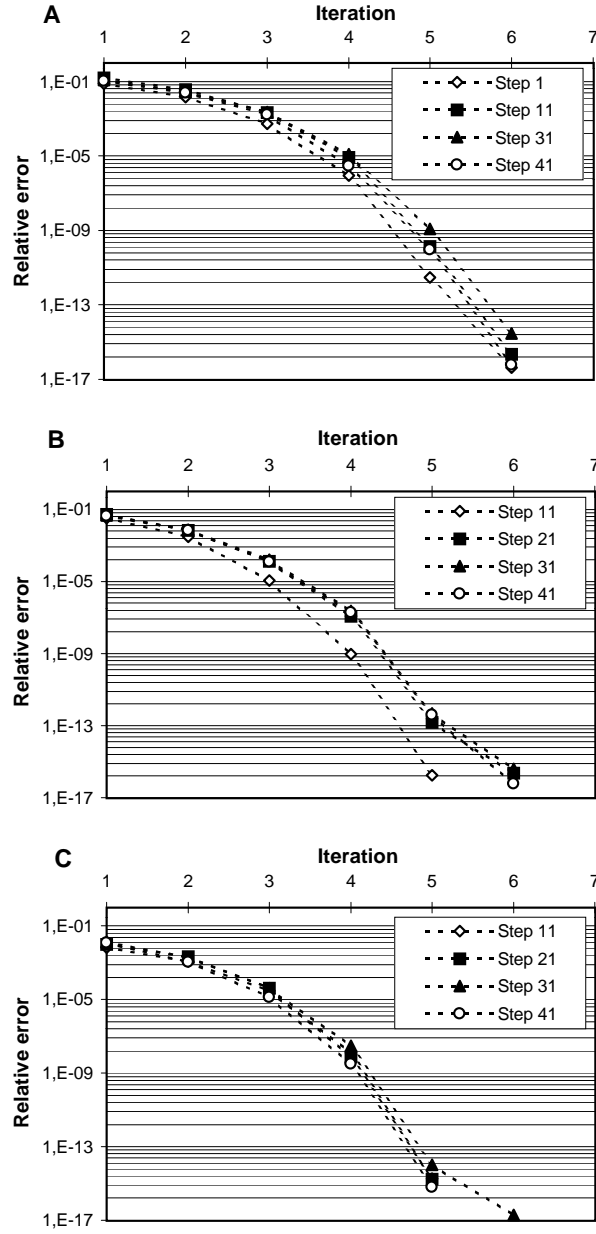 A
Iteration
1 2 3 4 5 6 7
1,E-01
1,E-05
1,E-09
1,E-13
1,E-17
Relative error
Step 1
Step 11
Step 31
Step 41
B
Iteration
1 2 3 4 5 6 7
1,E-01
1,E-05
1,E-09
1,E-13
1,E-17
Relative error
Step 11
Step 21
Step 31
Step 41
C
Iteration
1 2 3 4 5 6 7
1,E-01
1,E-05
1,E-09
1,E-13
1,E-17
Relative error
Step 11
Step 21
Step 31
Step 41